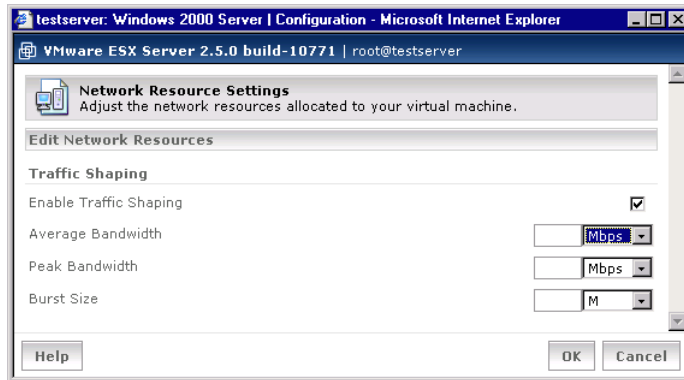 testserver: Windows 2000 Server | Configuration - Microsoft Internet Explorer
VMware ESX Server 2.5.0 build-10771 | root@testserver
Network Resource Settings
Adjust the network resources allocated to your virtual machine.
Edit Network Resources
Traffic Shaping
Enable Traffic Shaping
Average Bandwidth Mbps
Peak Bandwidth Mbps
Burst Size M
Help OK Cancel